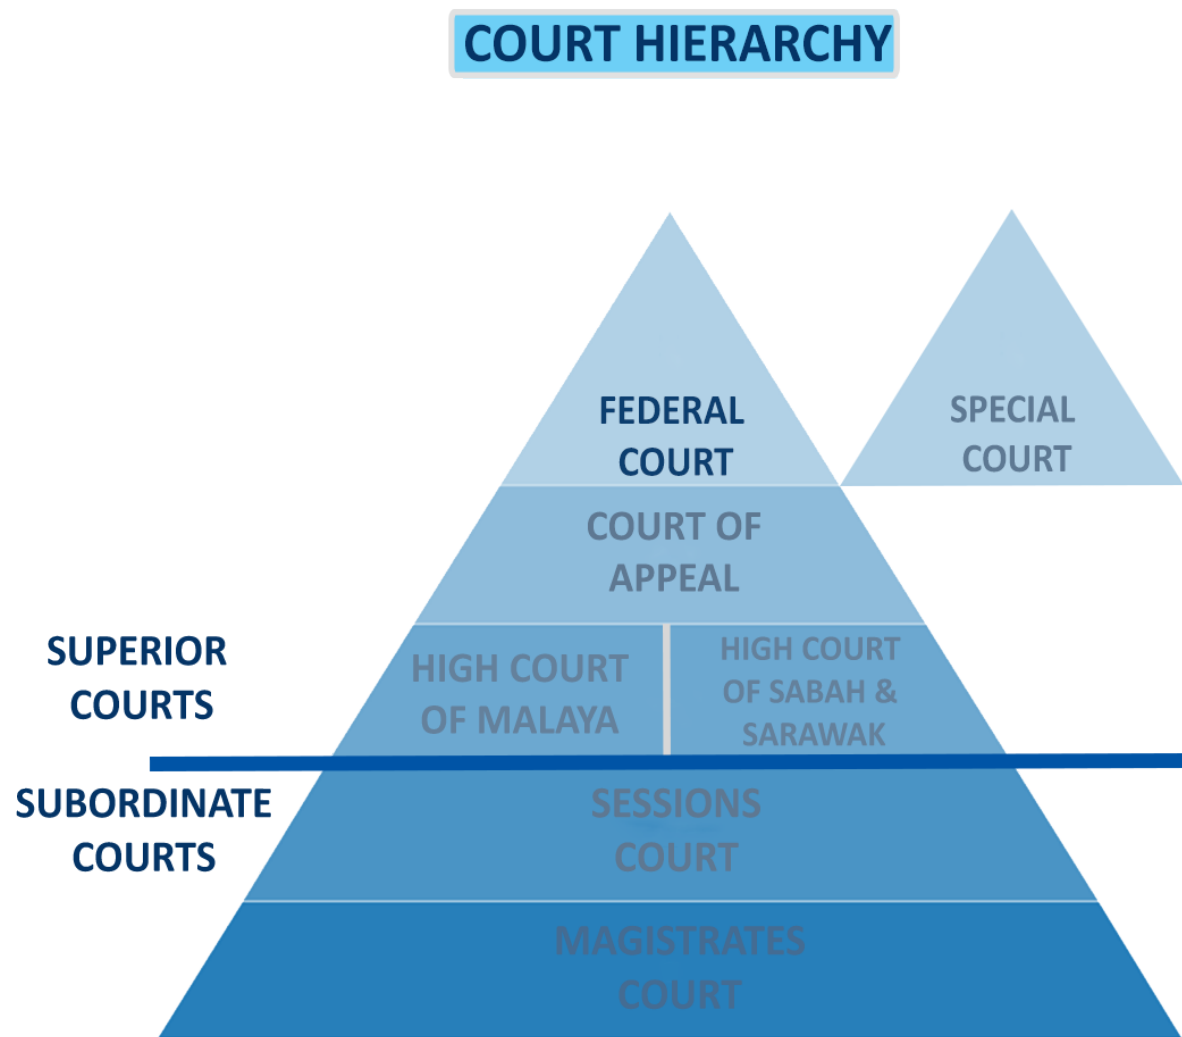 COURT HIERARCHY
FEDERAL
COURT
SPECIAL
COURT
COURT OF
APPEAL
SUPERIOR
COURTS
HIGH COURT
OF MALAYA
HIGH COURT
OF SABAH &
SARAWAK
SUBORDINATE
COURTS
SESSIONS
COURT
MAGISTRATES
COURT